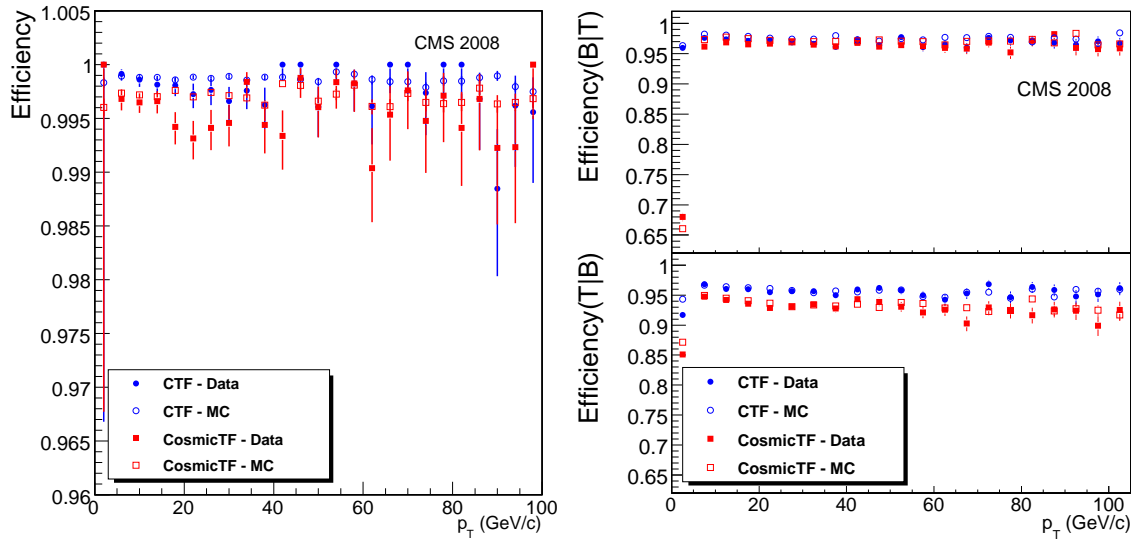 Efficiency
1.005
1
0.995
0.99
0.985
0.98
0.975
0.97
0.965
0.96
CMS 2008
CTF - Data
CTF - MC
CosmicTF - Data
CosmicTF - MC
0 20 40 60 80 100
p_T (GeV/c)
Efficiency(B|T)
1
0.95
0.9
0.85
0.8
0.75
0.7
0.65
CMS 2008
Efficiency(T|B)
1
0.95
0.9
0.85
0.8
0.75
0.7
0.65
CTF - Data
CTF - MC
CosmicTF - Data
CosmicTF - MC
0 20 40 60 80 100
p_T (GeV/c)